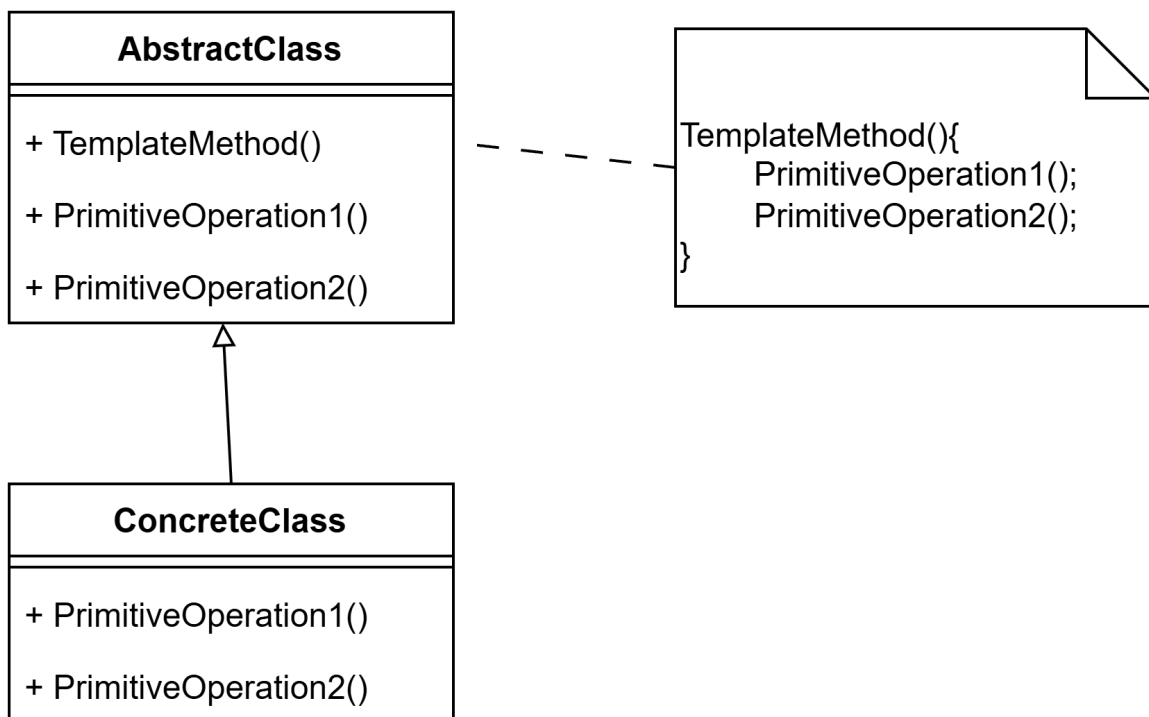 AbstractClass
+ TemplateMethod()
+ PrimitiveOperation1()
+ PrimitiveOperation2()
TemplateMethod(){
PrimitiveOperation1();
PrimitiveOperation2();
}
ConcreteClass
+ PrimitiveOperation1()
+ PrimitiveOperation2()